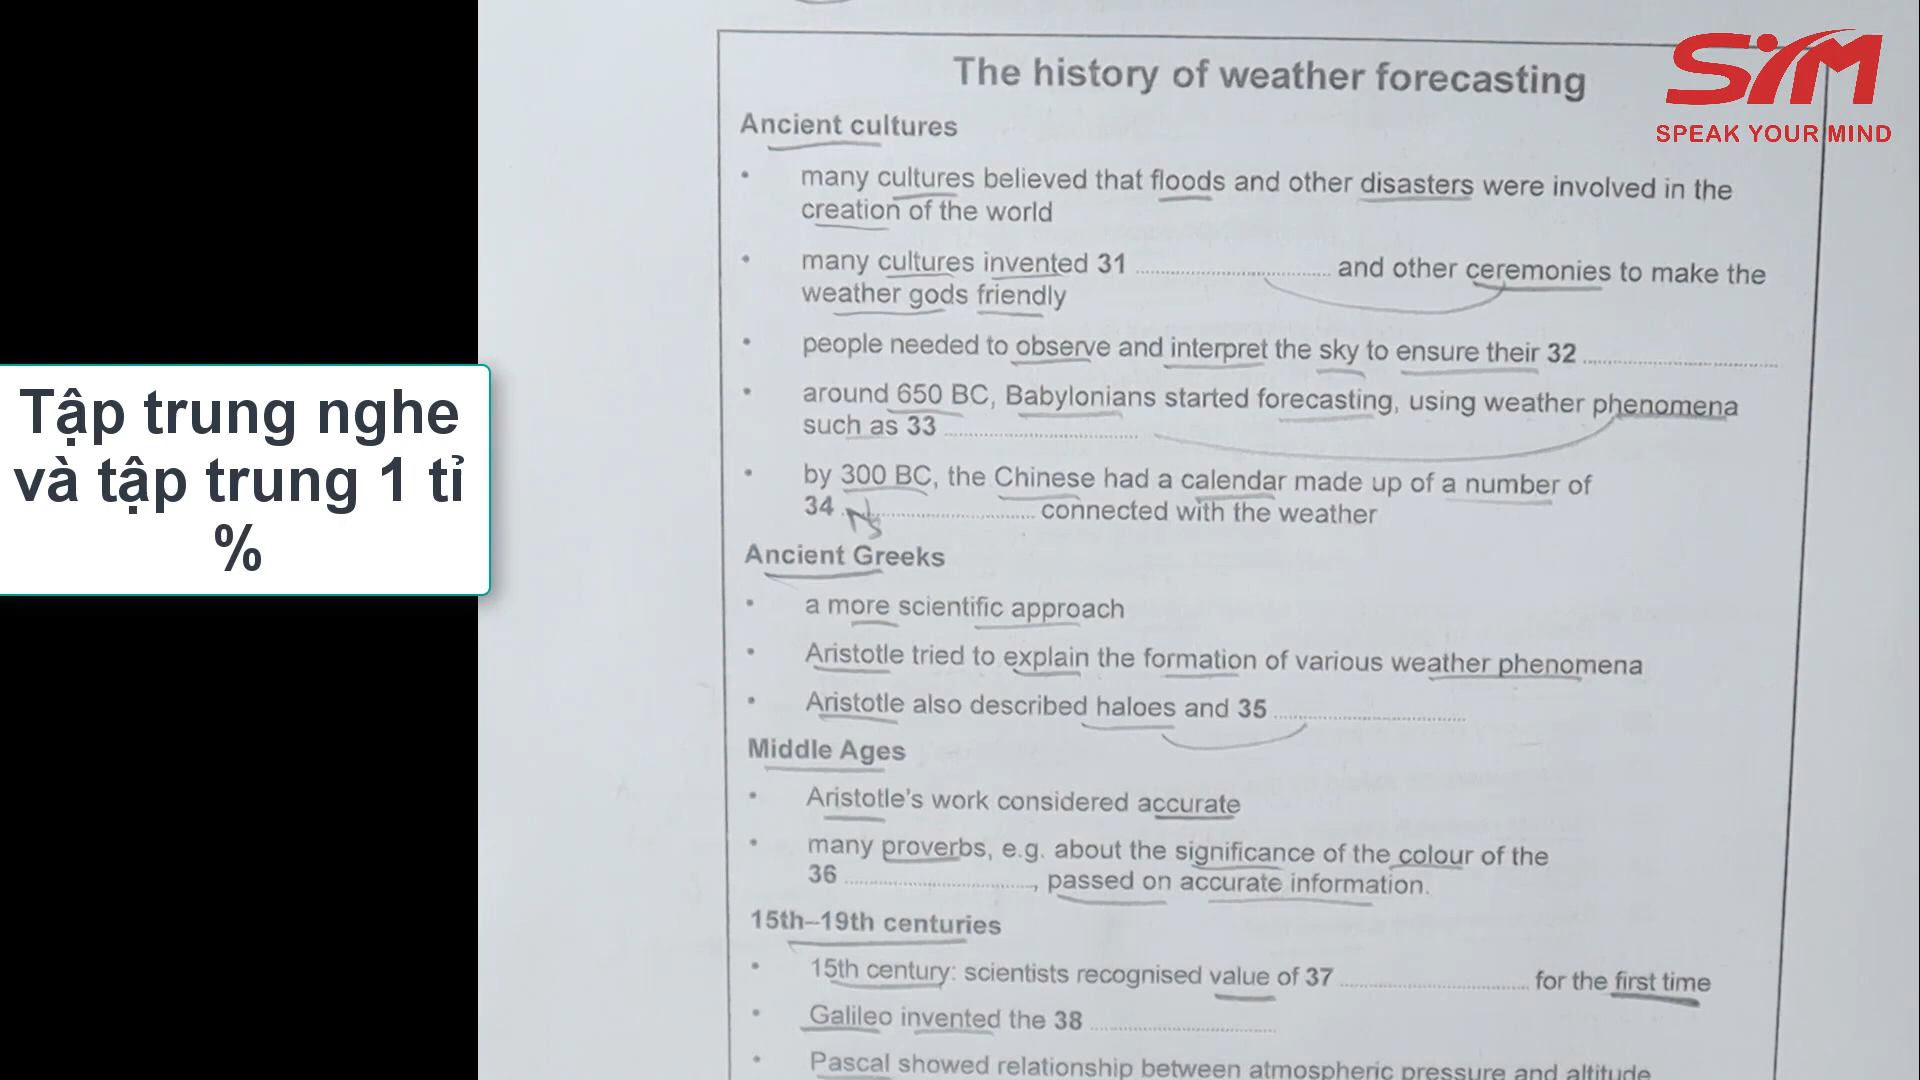 SIM
SPEAK YOUR MIND
The history of weather forecasting
Ancient cultures
• many cultures believed that floods and other disasters were involved in the
creation of the world
• many cultures invented 31 .................... and other ceremonies to make the
weather gods friendly
• people needed to observe and interpret the sky to ensure their 32 ....................
• around 650 BC, Babylonians started forecasting, using weather phenomena
such as 33 ....................
• by 300 BC, the Chinese had a calendar made up of a number of
34 .................... connected with the weather
Ancient Greeks
• a more scientific approach
• Aristotle tried to explain the formation of various weather phenomena
• Aristotle also described haloes and 35 ....................
Middle Ages
• Aristotle's work considered accurate
• many proverbs, e.g. about the significance of the colour of the
36 ...................., passed on accurate information.
15th–19th centuries
• 15th century: scientists recognised value of 37 .................... for the first time
• Galileo invented the 38 ....................
• Pascal showed relationship between atmospheric pressure and altitude
Tập trung nghe
và tập trung 1 tỉ
%